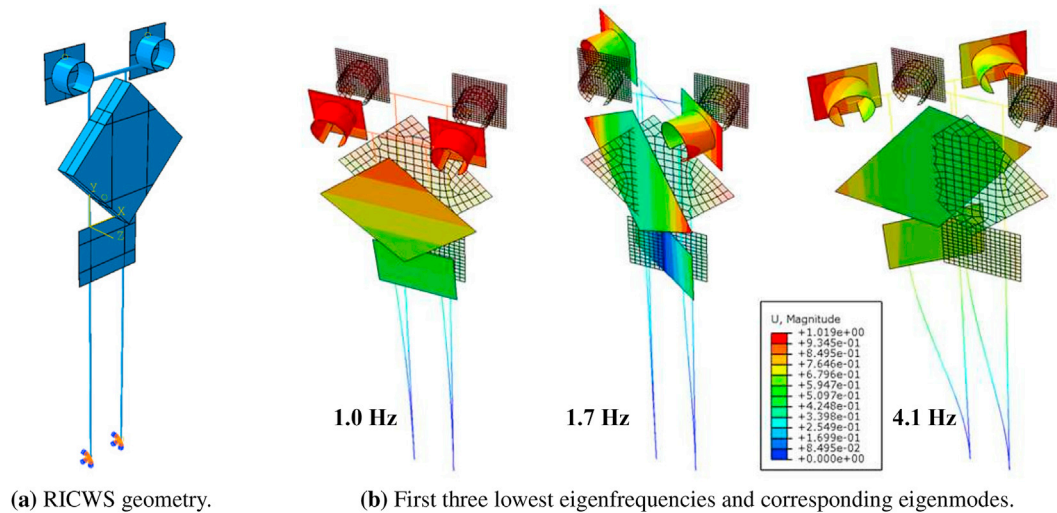 Y
X
Z
1.0 Hz
1.7 Hz
4.1 Hz
U, Magnitude
+1.019e+00
+9.345e-01
+8.495e-01
+7.646e-01
+6.796e-01
+5.947e-01
+5.097e-01
+4.248e-01
+3.398e-01
+2.549e-01
+1.699e-01
+8.495e-02
+0.000e+00
(a) RICWS geometry.
(b) First three lowest eigenfrequencies and corresponding eigenmodes.